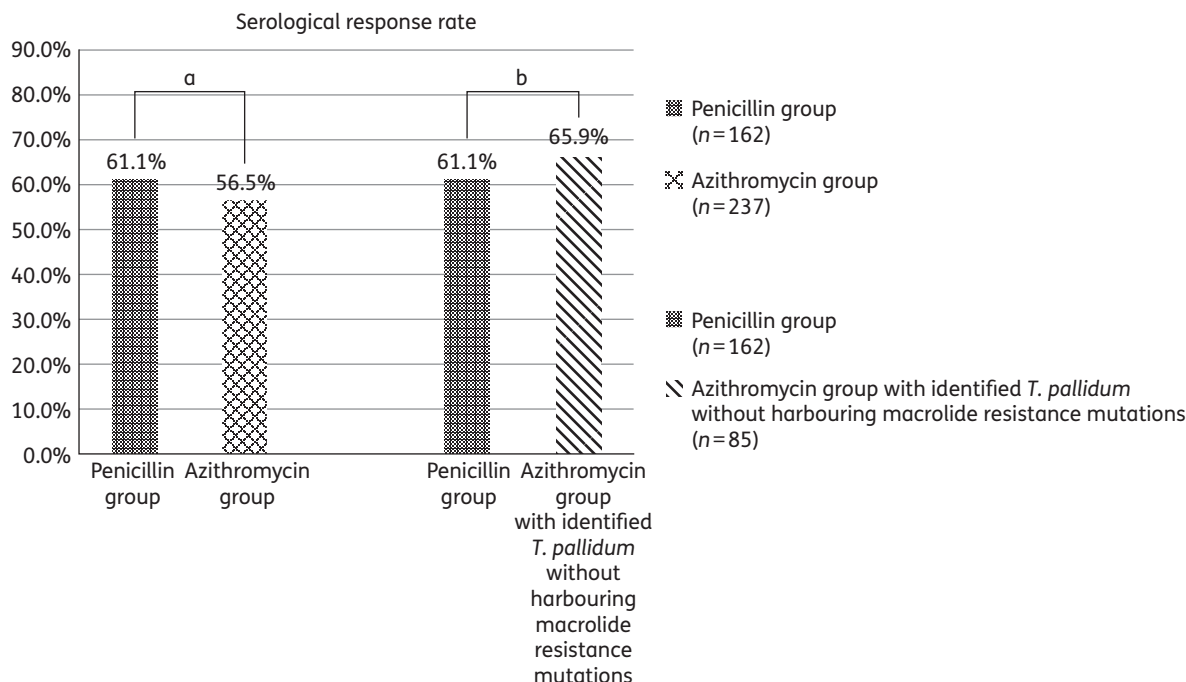 Serological response rate
90.0%
80.0%
70.0%
60.0%
50.0%
40.0%
30.0%
20.0%
10.0%
0.0%
a
b
61.1%
56.5%
61.1%
65.9%
Penicillin
group
Azithromycin
group
Penicillin
group
Azithromycin
group
with identified
T. pallidum
without
harbouring
macrolide
resistance
mutations
Penicillin group
(n=162)
Azithromycin group
(n=237)
Penicillin group
(n=162)
Azithromycin group with identified T. pallidum
without harbouring macrolide resistance mutations
(n=85)